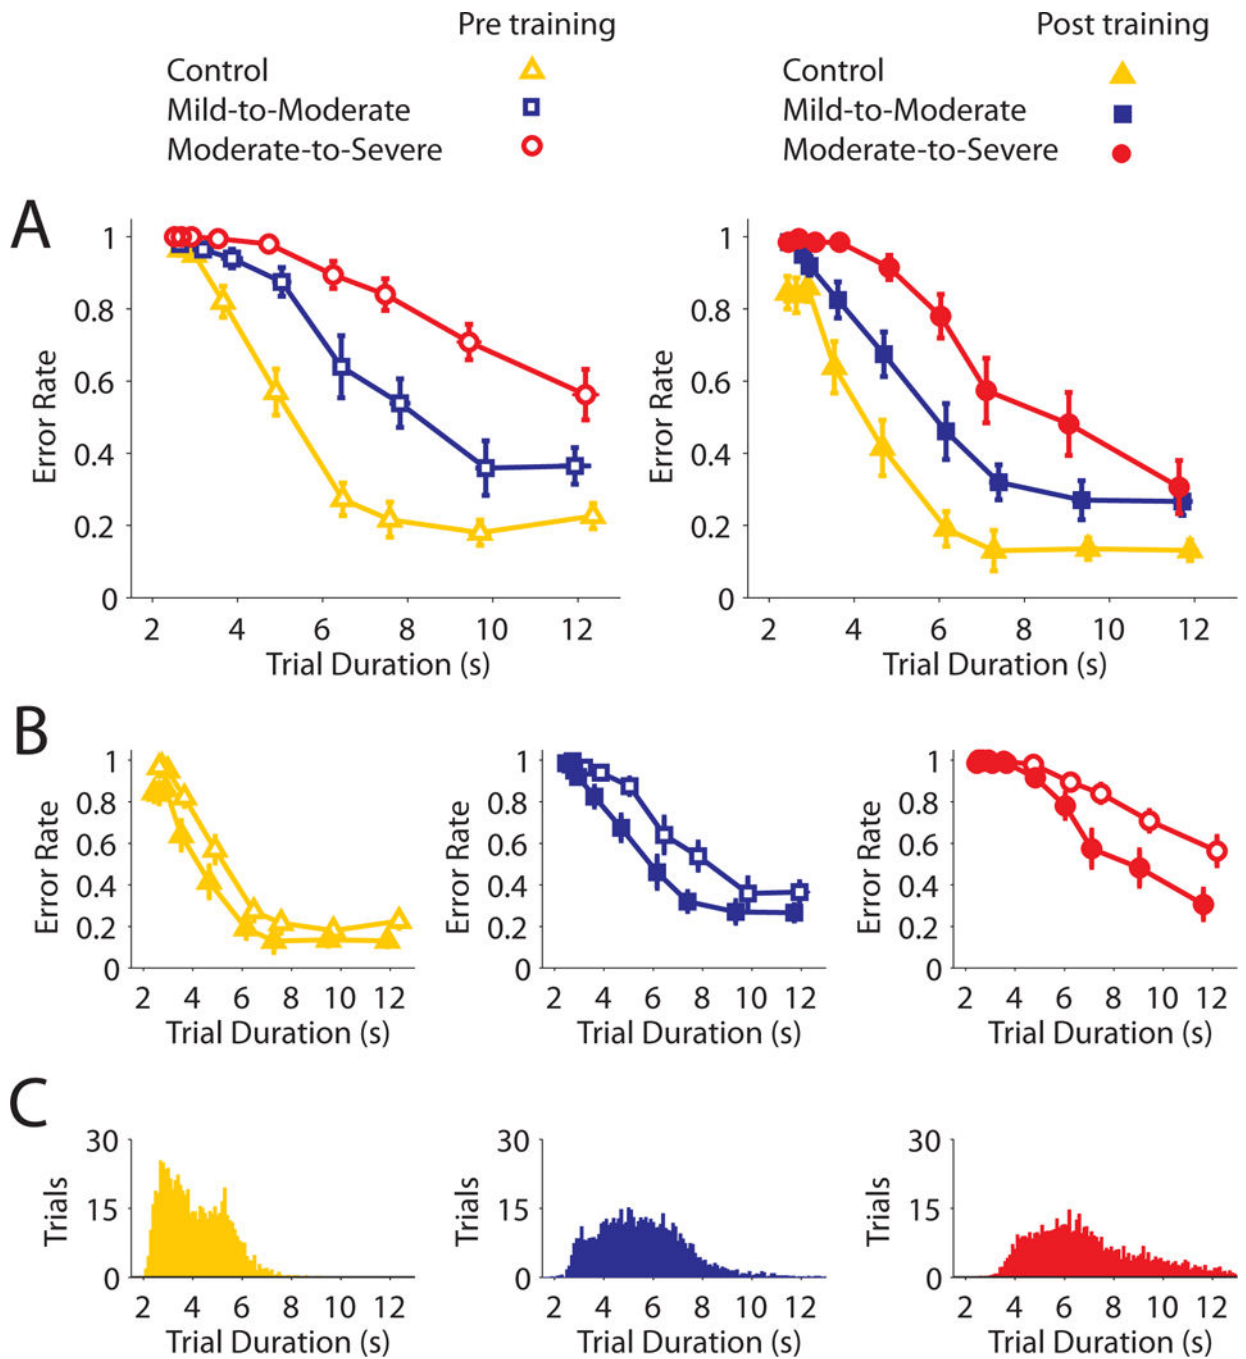 Pre training
Post training
Control
Mild-to-Moderate
Moderate-to-Severe
Control
Mild-to-Moderate
Moderate-to-Severe
A
1
0.8
0.6
0.4
0.2
0
Error Rate
2 4 6 8 10 12
Trial Duration (s)
1
0.8
0.6
0.4
0.2
0
Error Rate
2 4 6 8 10 12
Trial Duration (s)
B
1
0.8
0.6
0.4
0.2
0
Error Rate
2 4 6 8 10 12
Trial Duration (s)
1
0.8
0.6
0.4
0.2
0
Error Rate
2 4 6 8 10 12
Trial Duration (s)
1
0.8
0.6
0.4
0.2
0
Error Rate
2 4 6 8 10 12
Trial Duration (s)
C
30
15
0
Trials
2 4 6 8 10 12
Trial Duration (s)
30
15
0
Trials
2 4 6 8 10 12
Trial Duration (s)
30
15
0
Trials
2 4 6 8 10 12
Trial Duration (s)